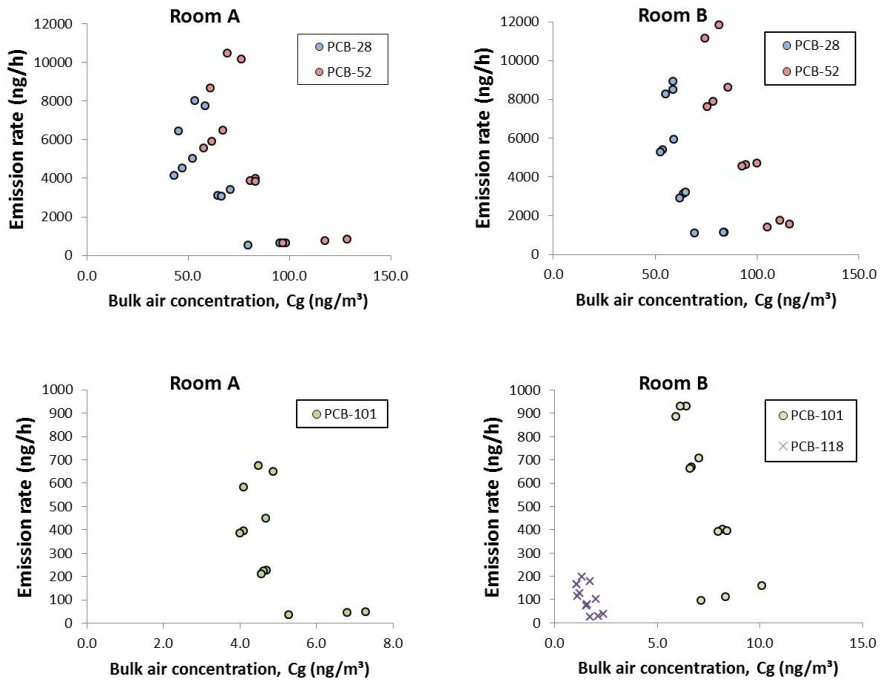 Room A
Emission rate (ng/h)
12000
10000
8000
6000
4000
2000
0
0.0 50.0 100.0 150.0
Bulk air concentration, Cg (ng/m³)
PCB-28
PCB-52
Room B
Emission rate (ng/h)
12000
10000
8000
6000
4000
2000
0
0.0 50.0 100.0 150.0
Bulk air concentration, Cg (ng/m³)
PCB-28
PCB-52
Room A
Emission rate (ng/h)
1000
900
800
700
600
500
400
300
200
100
0
0.0 2.0 4.0 6.0 8.0
Bulk air concentration, Cg (ng/m³)
PCB-101
Room B
Emission rate (ng/h)
1000
900
800
700
600
500
400
300
200
100
0
0.0 5.0 10.0 15.0
Bulk air concentration, Cg (ng/m³)
PCB-101
PCB-118